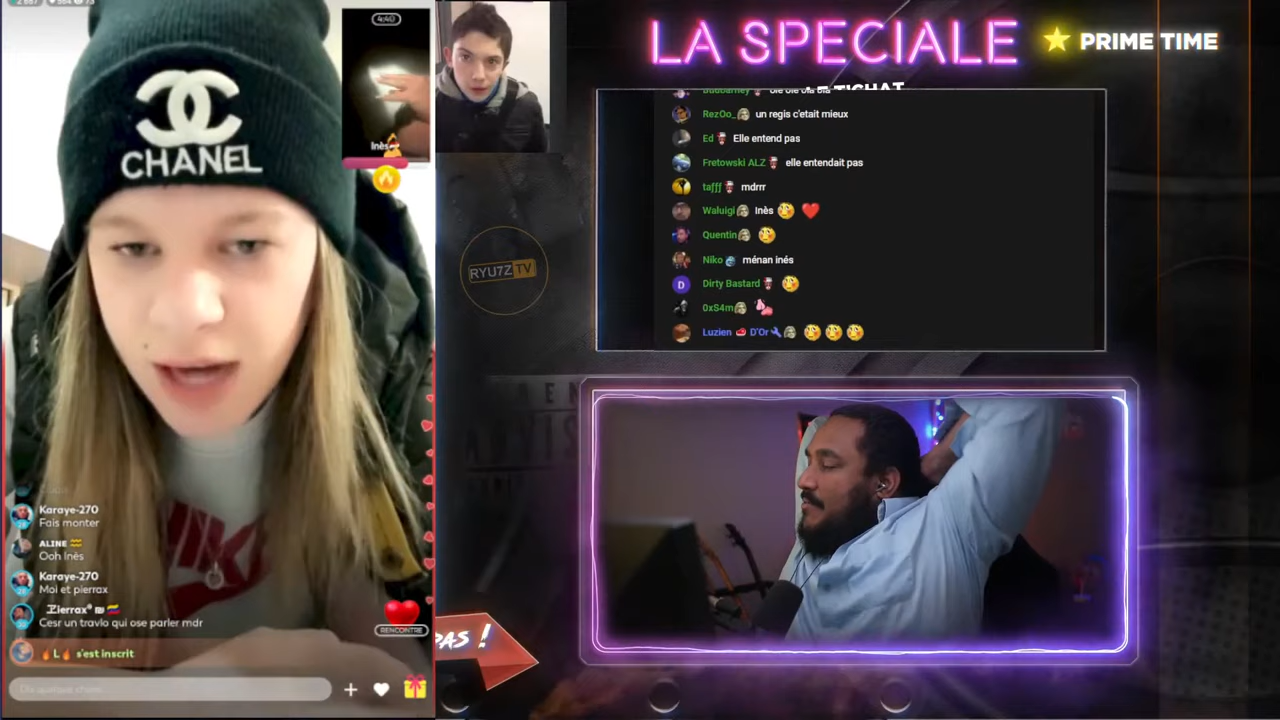 4:40
CHANEL
Inès
Karaye-270
Fais monter
ALINE
Ooh Inès
Karaye-270
Moi et pierrax
Zierrax
Cesr un travlo qui ose parler mdr
L s'est inscrit
RENCONTRE
PAS !
RYU7Z TV
LA SPECIALE
PRIME TIME
RezOo_ un regis c'etait mieux
Ed Elle entend pas
Fretowski ALZ elle entendait pas
tafff mdrrr
Waluigi Inès
Quentin
Niko ménan inés
D Dirty Bastard
0xS4m
Luzien D'Or